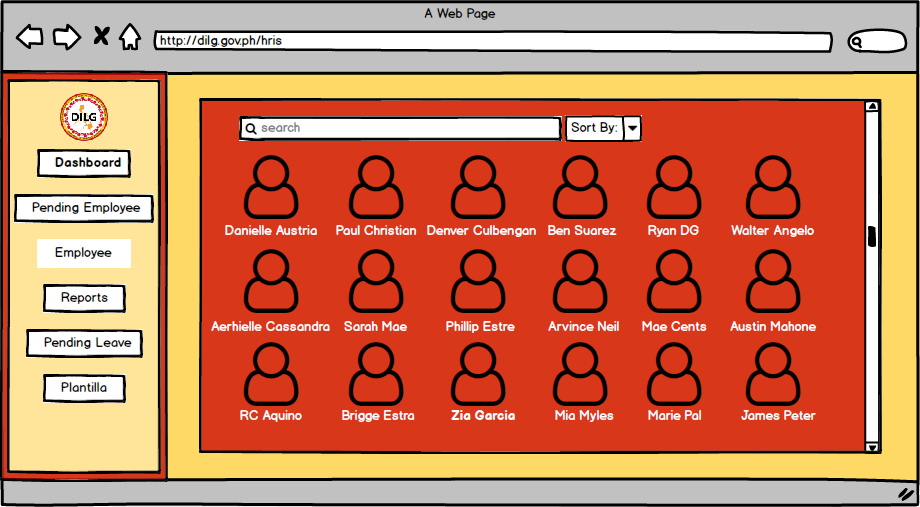 A Web Page
http://dilg.gov.ph/hris
DILG
Dashboard
Pending Employee
Employee
Reports
Pending Leave
Plantilla
search
Sort By:
Danielle Austria Paul Christian Denver Culbengan Ben Suarez Ryan DG Walter Angelo
Aerhielle Cassandra Sarah Mae Phillip Estre Arvince Neil Mae Cents Austin Mahone
RC Aquino Brigge Estra Zia Garcia Mia Myles Marie Pal James Peter